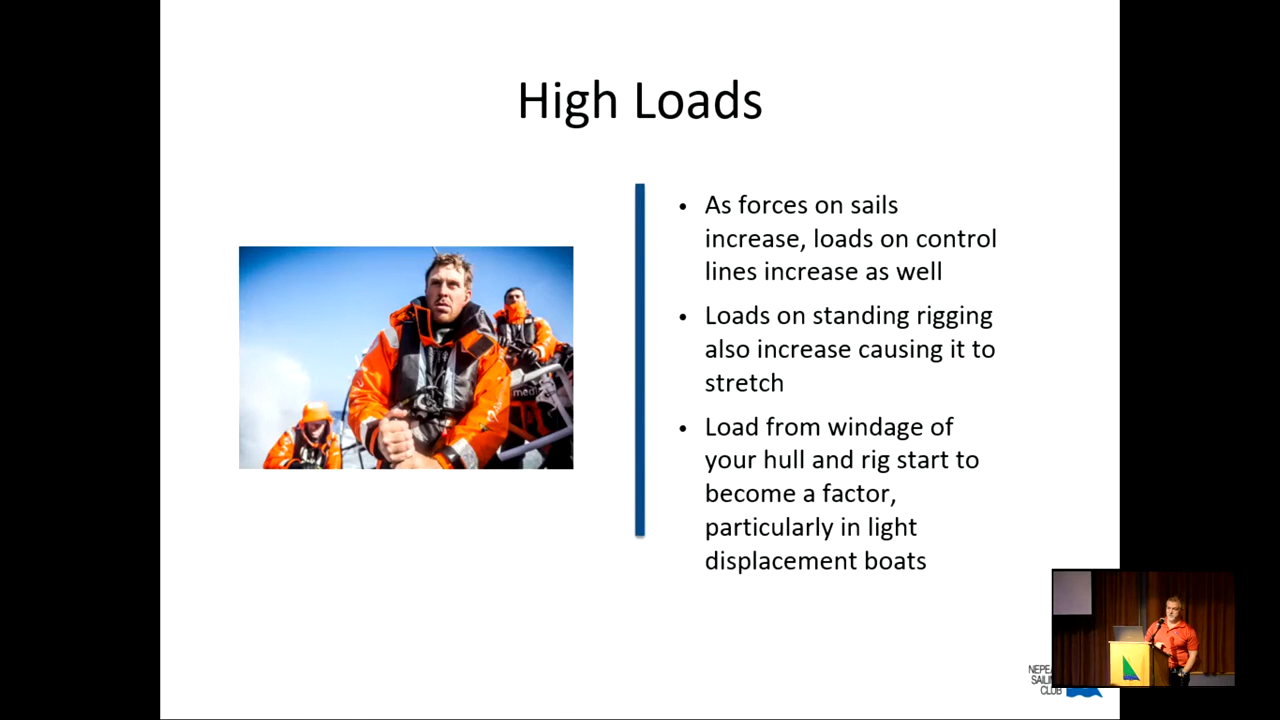 High Loads
• As forces on sails
increase, loads on control
lines increase as well
• Loads on standing rigging
also increase causing it to
stretch
• Load from windage of
your hull and rig start to
become a factor,
particularly in light
displacement boats
CLUB